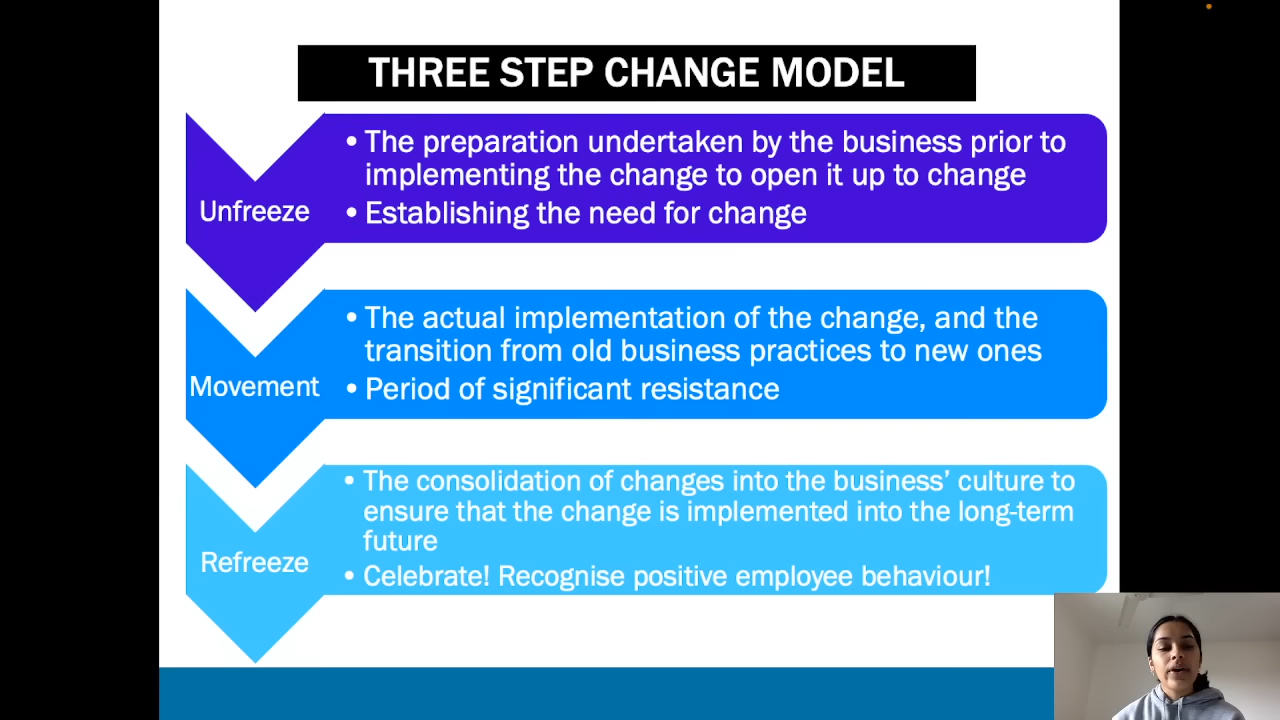 THREE STEP CHANGE MODEL
Unfreeze
• The preparation undertaken by the business prior to
implementing the change to open it up to change
• Establishing the need for change
Movement
• The actual implementation of the change, and the
transition from old business practices to new ones
• Period of significant resistance
Refreeze
• The consolidation of changes into the business’ culture to
ensure that the change is implemented into the long-term
future
• Celebrate! Recognise positive employee behaviour!